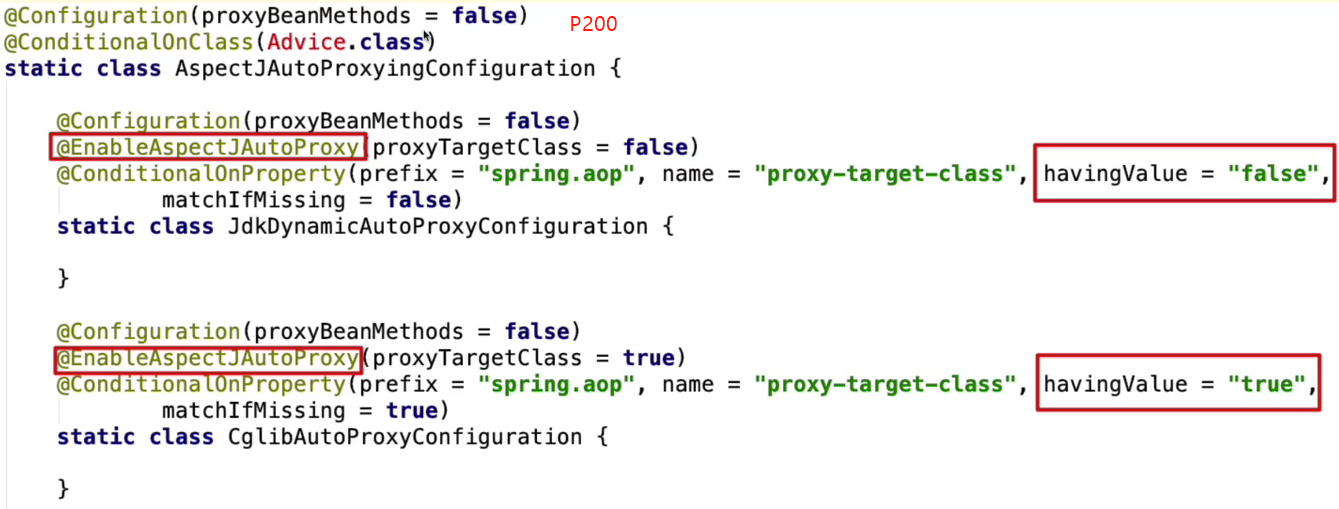 @Configuration(proxyBeanMethods = false)
P200
@ConditionalOnClass(Advice.class)
static class AspectJAutoProxyingConfiguration {
@Configuration(proxyBeanMethods = false)
@EnableAspectJAutoProxy(proxyTargetClass = false)
@ConditionalOnProperty(prefix = "spring.aop", name = "proxy-target-class", havingValue = "false",
matchIfMissing = false)
static class JdkDynamicAutoProxyConfiguration {
}
@Configuration(proxyBeanMethods = false)
@EnableAspectJAutoProxy(proxyTargetClass = true)
@ConditionalOnProperty(prefix = "spring.aop", name = "proxy-target-class", havingValue = "true",
matchIfMissing = true)
static class CglibAutoProxyConfiguration {
}